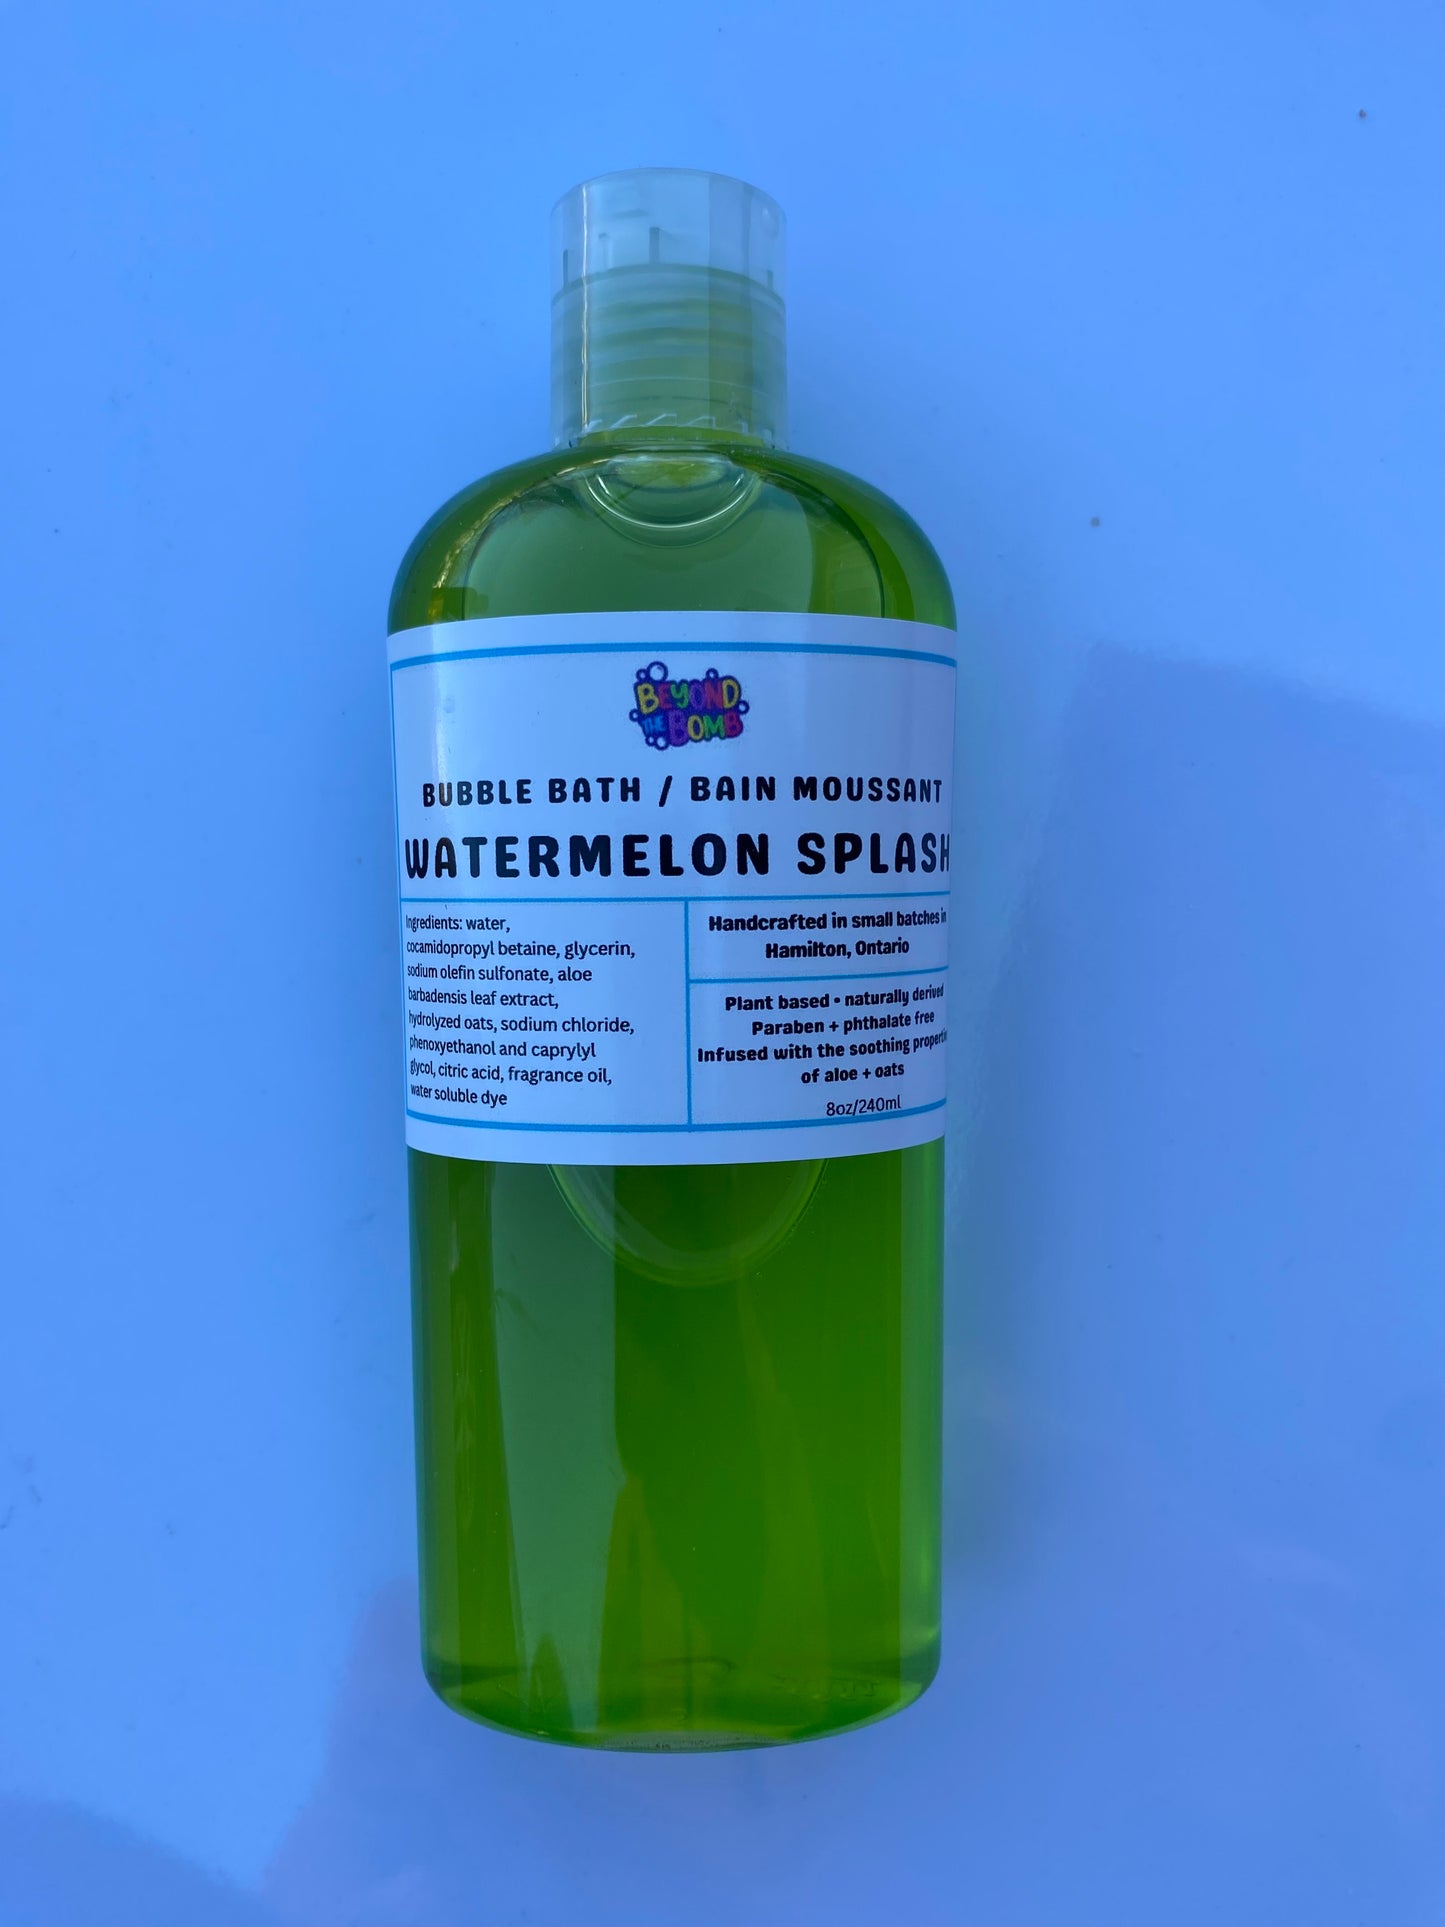 BEYOND
THE BOMB
BUBBLE BATH / BAIN MOUSSANT
WATERMELON SPLASH
Ingredients: water,
cocamidopropyl betaine, glycerin,
sodium olefin sulfonate, aloe
barbadensis leaf extract,
hydrolyzed oats, sodium chloride,
phenoxyethanol and caprylyl
glycol, citric acid, fragrance oil,
water soluble dye
Handcrafted in small batches in
Hamilton, Ontario
Plant based • naturally derived
Paraben + phthalate free
Infused with the soothing properti
of aloe + oats
8oz/240ml